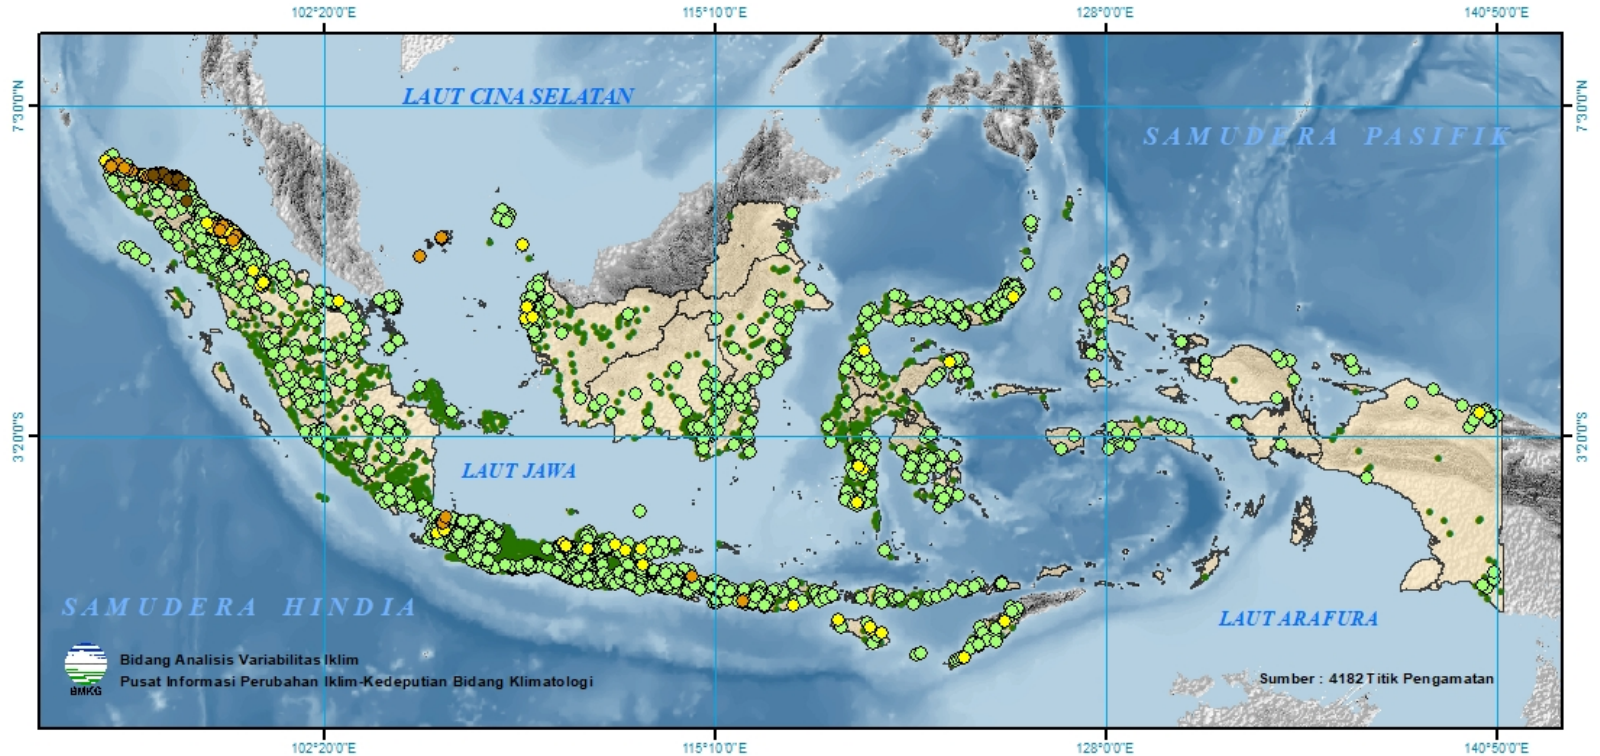 102°20'0"E 115°10'0"E 128°0'0"E 140°50'0"E
7°30'0"N 7°30'0"N
LAUT CINA SELATAN
SAMUDERA PASIFIK
3°20'0"S 3°20'0"S
LAUT JAWA
SAMUDERA HINDIA
LAUT ARAFURA
Bidang Analisis Variabilitas Iklim
Pusat Informasi Perubahan Iklim-Kedeputian Bidang Klimatologi
BMKG
Sumber : 4182 Titik Pengamatan
102°20'0"E 115°10'0"E 128°0'0"E 140°50'0"E